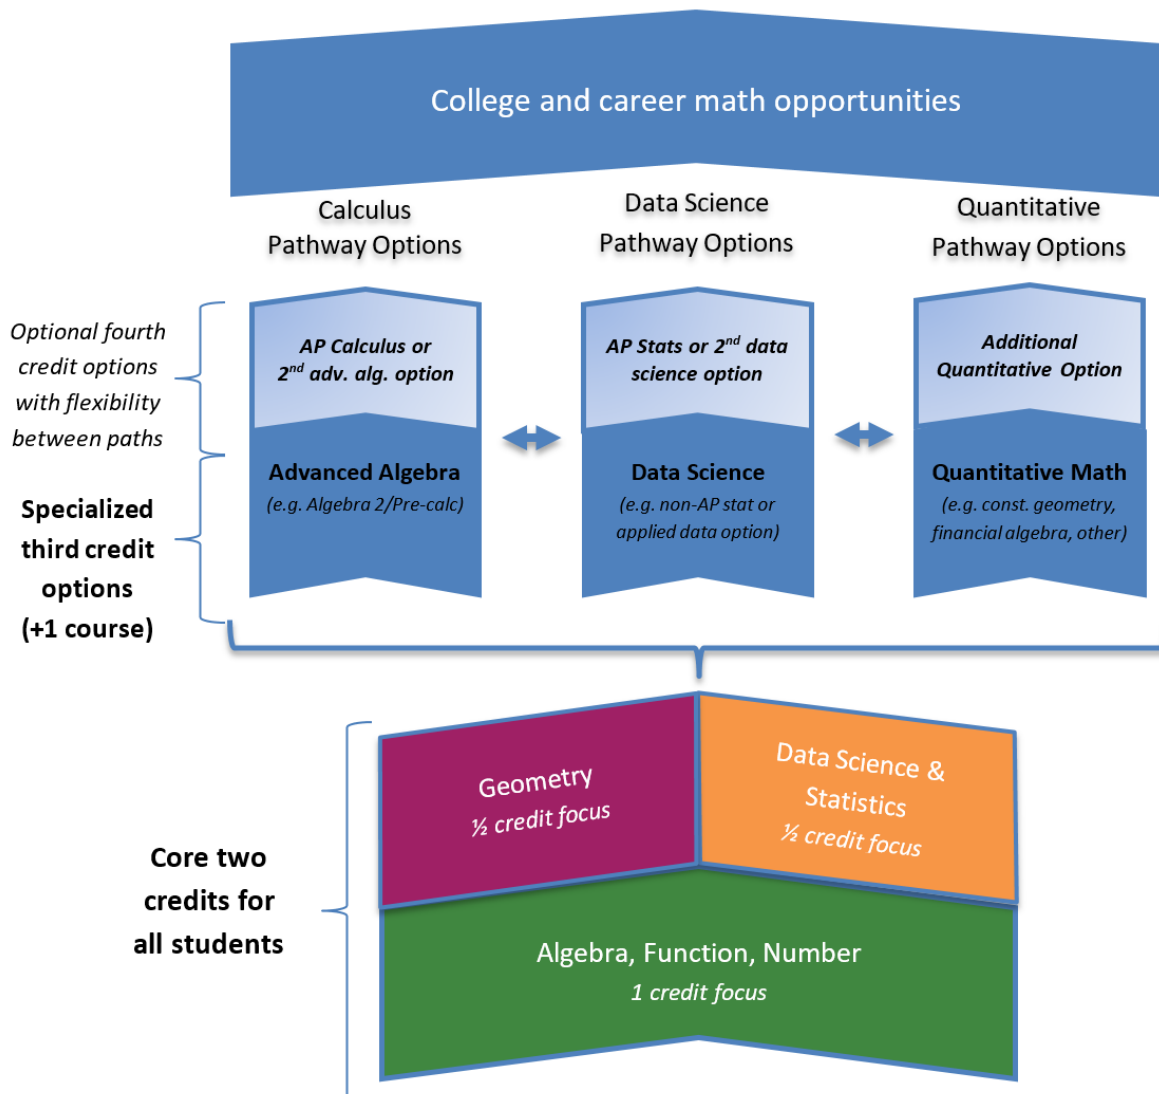 College and career math opportunities
Calculus
Pathway Options
Data Science
Pathway Options
Quantitative
Pathway Options
Optional fourth
credit options
with flexibility
between paths
AP Calculus or
2nd adv. alg. option
AP Stats or 2nd data
science option
Additional
Quantitative Option
Specialized
third credit
options
(+1 course)
Advanced Algebra
(e.g. Algebra 2/Pre-calc)
Data Science
(e.g. non-AP stat or
applied data option)
Quantitative Math
(e.g. const. geometry,
financial algebra, other)
Core two
credits for
all students
Geometry
½ credit focus
Data Science &
Statistics
½ credit focus
Algebra, Function, Number
1 credit focus